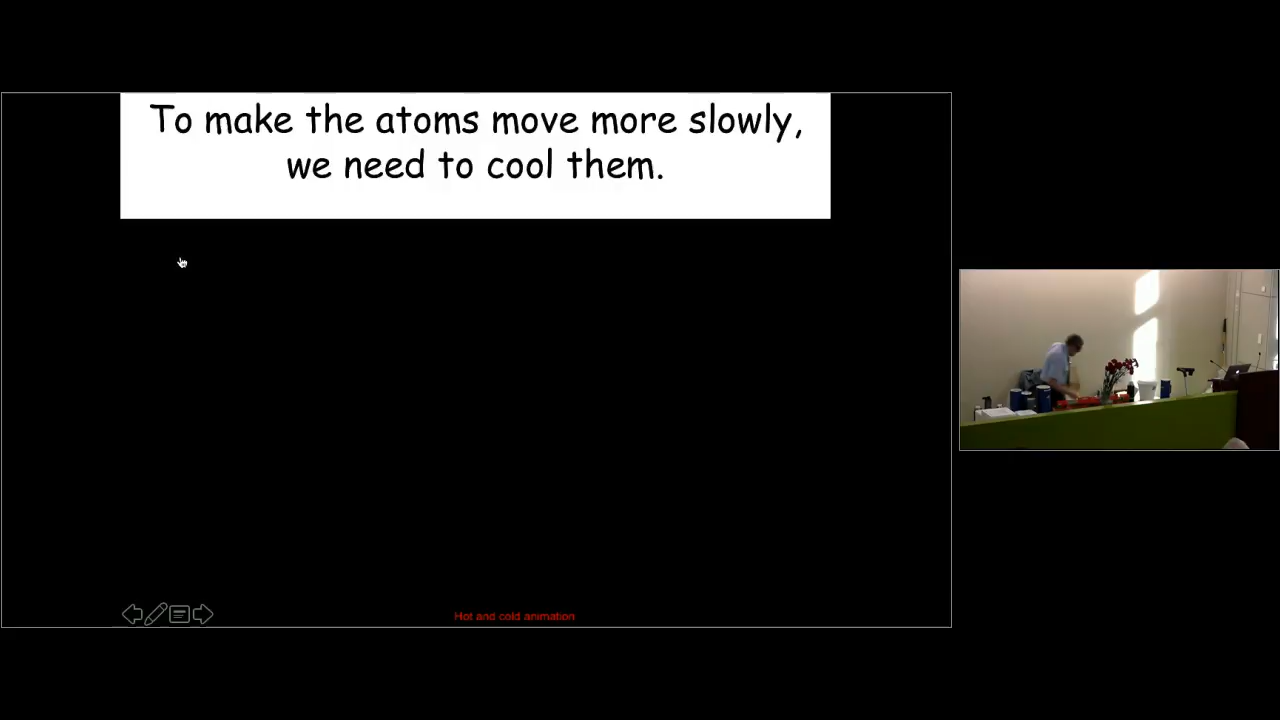 To make the atoms move more slowly,
we need to cool them.
Hot and cold animation